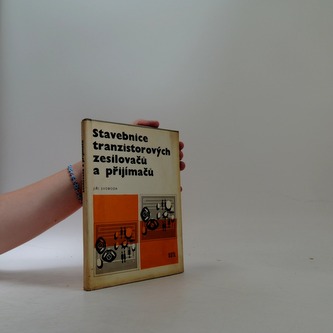 Stavebnice
tranzistorových
zesilovačů
a přijímačů